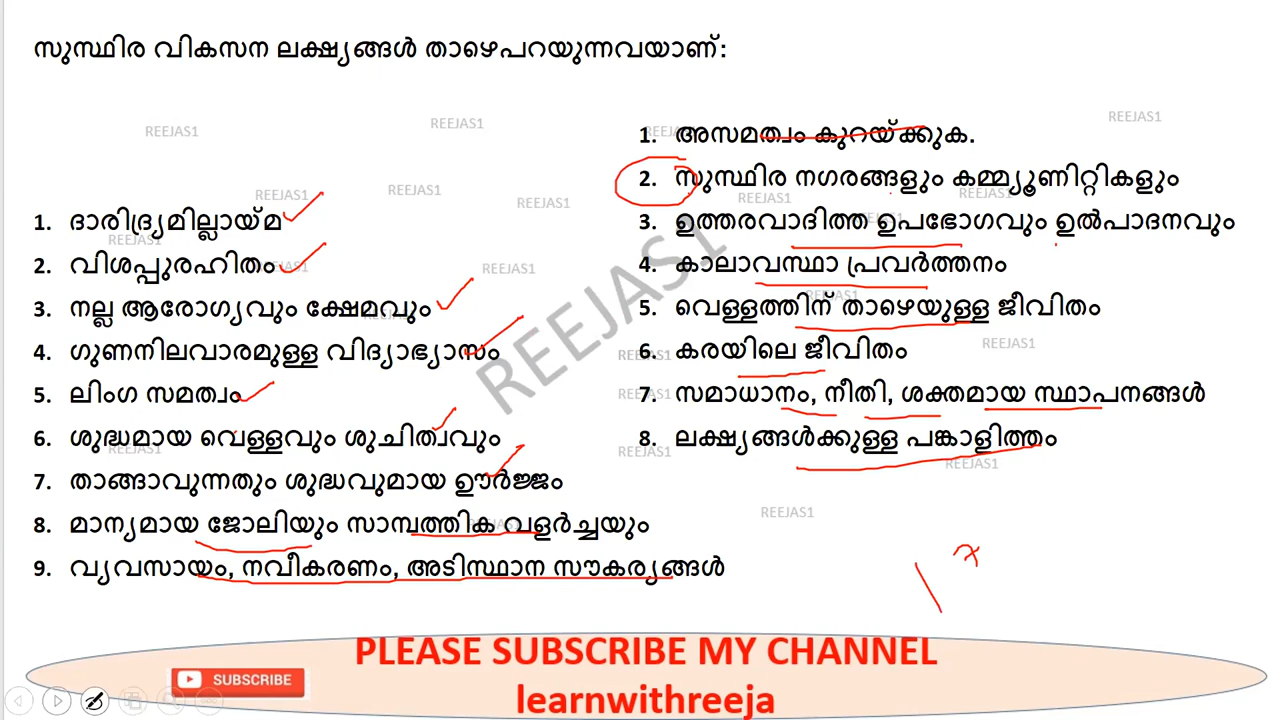 സുസ്ഥിര വികസന ലക്ഷ്യങ്ങൾ താഴെപറയുന്നവയാണ്:
1. ദാരിദ്ര്യമില്ലായ്മ
2. വിശപ്പുരഹിതം
3. നല്ല ആരോഗ്യവും ക്ഷേമവും
4. ഗുണനിലവാരമുള്ള വിദ്യാഭ്യാസം
5. ലിംഗ സമത്വം
6. ശുദ്ധമായ വെള്ളവും ശുചിത്വവും
7. താങ്ങാവുന്നതും ശുദ്ധവുമായ ഊർജ്ജം
8. മാന്യമായ ജോലിയും സാമ്പത്തിക വളർച്ചയും
9. വ്യവസായം, നവീകരണം, അടിസ്ഥാന സൗകര്യങ്ങൾ
1. അസമത്വം കുറയ്ക്കുക.
2. സുസ്ഥിര നഗരങ്ങളും കമ്മ്യൂണിറ്റികളും
3. ഉത്തരവാദിത്ത ഉപഭോഗവും ഉൽപാദനവും
4. കാലാവസ്ഥാ പ്രവർത്തനം
5. വെള്ളത്തിന് താഴെയുള്ള ജീവിതം
6. കരയിലെ ജീവിതം
7. സമാധാനം, നീതി, ശക്തമായ സ്ഥാപനങ്ങൾ
8. ലക്ഷ്യങ്ങൾക്കുള്ള പങ്കാളിത്തം
REEJAS1
PLEASE SUBSCRIBE MY CHANNEL
SUBSCRIBE
learnwithreeja